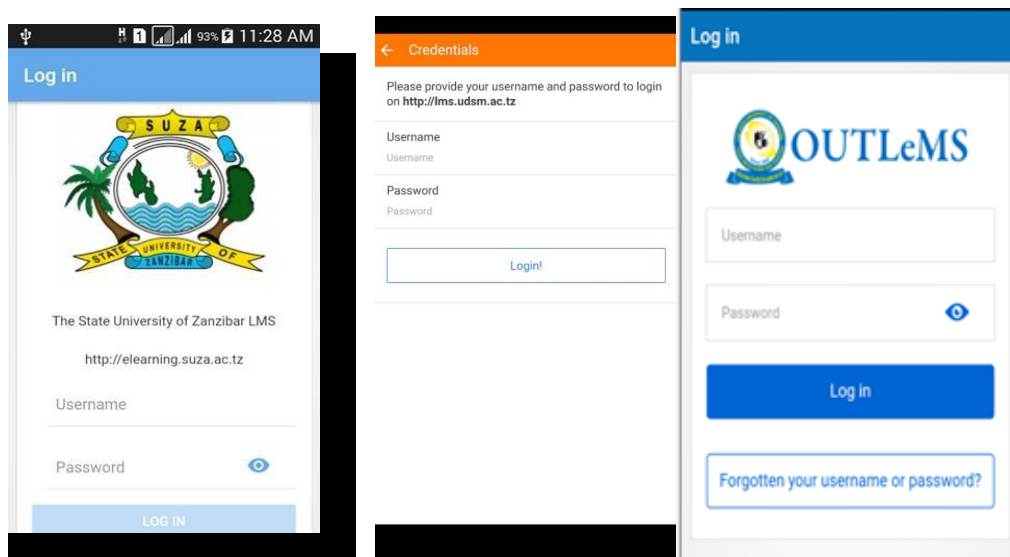 11:28 AM
93%
1
H
Log in
SUZA
STATE UNIVERSITY OF ZANZIBAR
The State University of Zanzibar LMS
http://elearning.suza.ac.tz
Username
Password
LOG IN
Credentials
Please provide your username and password to login
on http://lms.udsm.ac.tz
Username
Username
Password
Password
Login!
Log in
OUTLeMS
Username
Password
Log in
Forgotten your username or password?